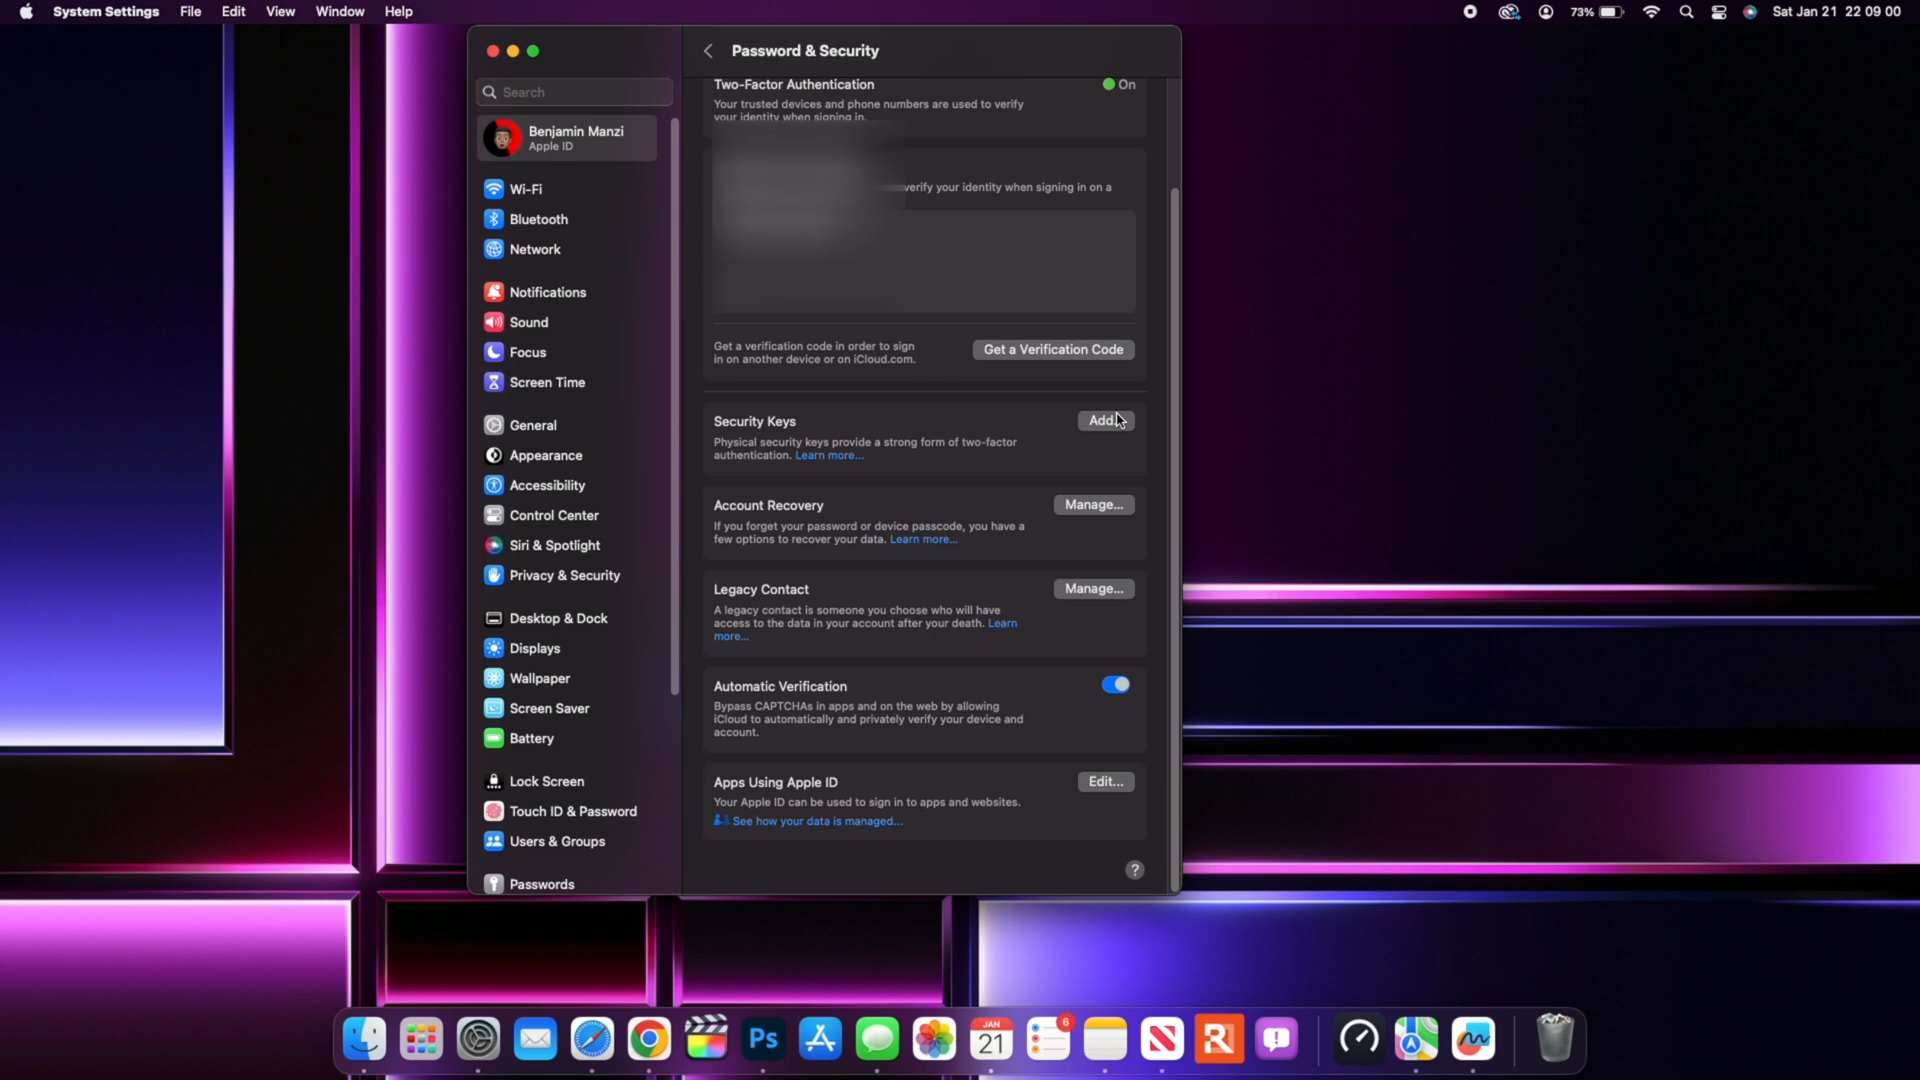 System Settings File Edit View Window Help
73% Sat Jan 21 22 09 00
Password & Security
Search
Benjamin Manzi
Apple ID
Wi-Fi
Bluetooth
Network
Notifications
Sound
Focus
Screen Time
General
Appearance
Accessibility
Control Center
Siri & Spotlight
Privacy & Security
Desktop & Dock
Displays
Wallpaper
Screen Saver
Battery
Lock Screen
Touch ID & Password
Users & Groups
Passwords
Two-Factor Authentication
On
Your trusted devices and phone numbers are used to verify
your identity when signing in.
verify your identity when signing in on a
Get a verification code in order to sign
in on another device or on iCloud.com.
Get a Verification Code
Security Keys
Add...
Physical security keys provide a strong form of two-factor
authentication. Learn more...
Account Recovery
Manage...
If you forget your password or device passcode, you have a
few options to recover your data. Learn more...
Legacy Contact
Manage...
A legacy contact is someone you choose who will have
access to the data in your account after your death. Learn
more...
Automatic Verification
Bypass CAPTCHAs in apps and on the web by allowing
iCloud to automatically and privately verify your device and
account.
Apps Using Apple ID
Edit...
Your Apple ID can be used to sign in to apps and websites.
See how your data is managed...
?
Ps
JAN
21
6